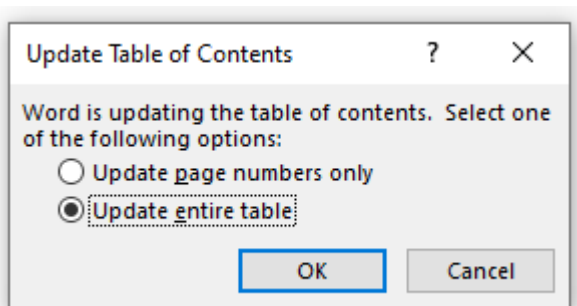 Update Table of Contents ?
Word is updating the table of contents. Select one
of the following options:
Update page numbers only
Update entire table
OK Cancel